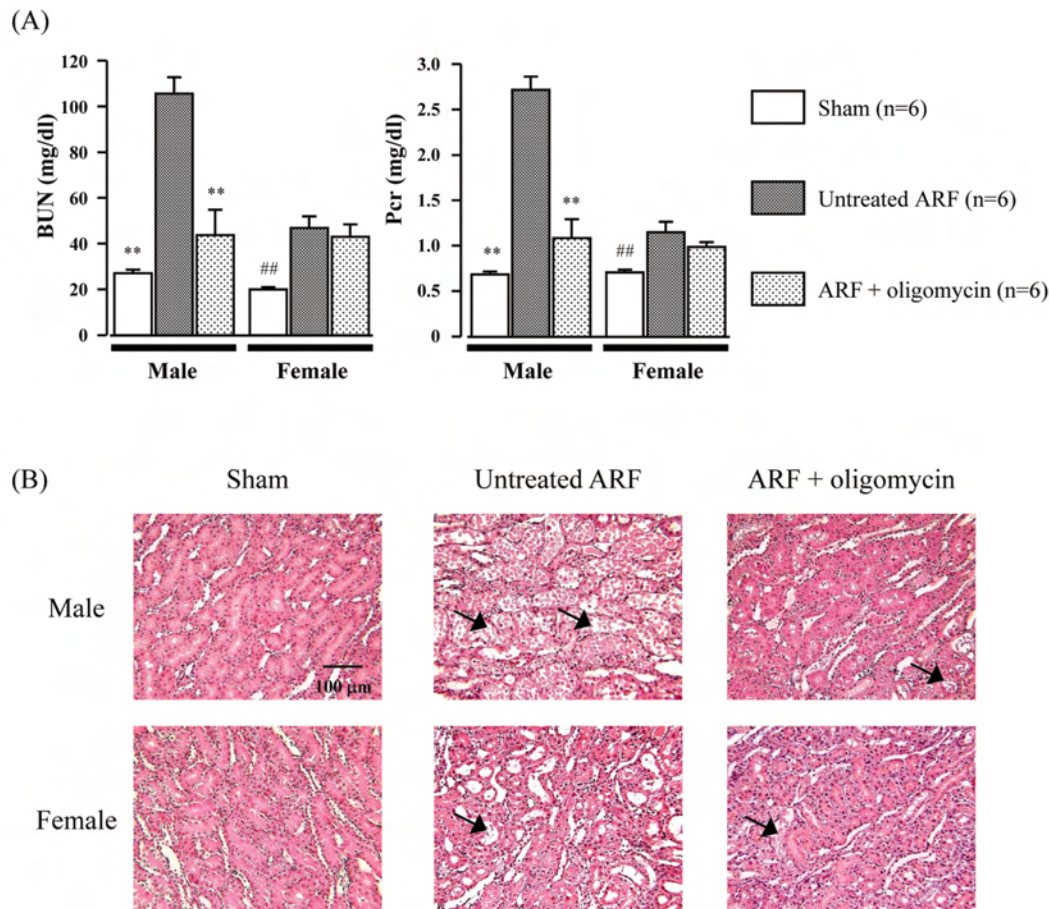 (A)
120
100
80
60
40
20
0
BUN (mg/dl)
**
**
##
Male
Female
3.0
2.5
2.0
1.5
1.0
0.5
0
Pcr (mg/dl)
**
**
##
Male
Female
Sham (n=6)
Untreated ARF (n=6)
ARF + oligomycin (n=6)
(B)
Sham
Untreated ARF
ARF + oligomycin
Male
100 μm
Female